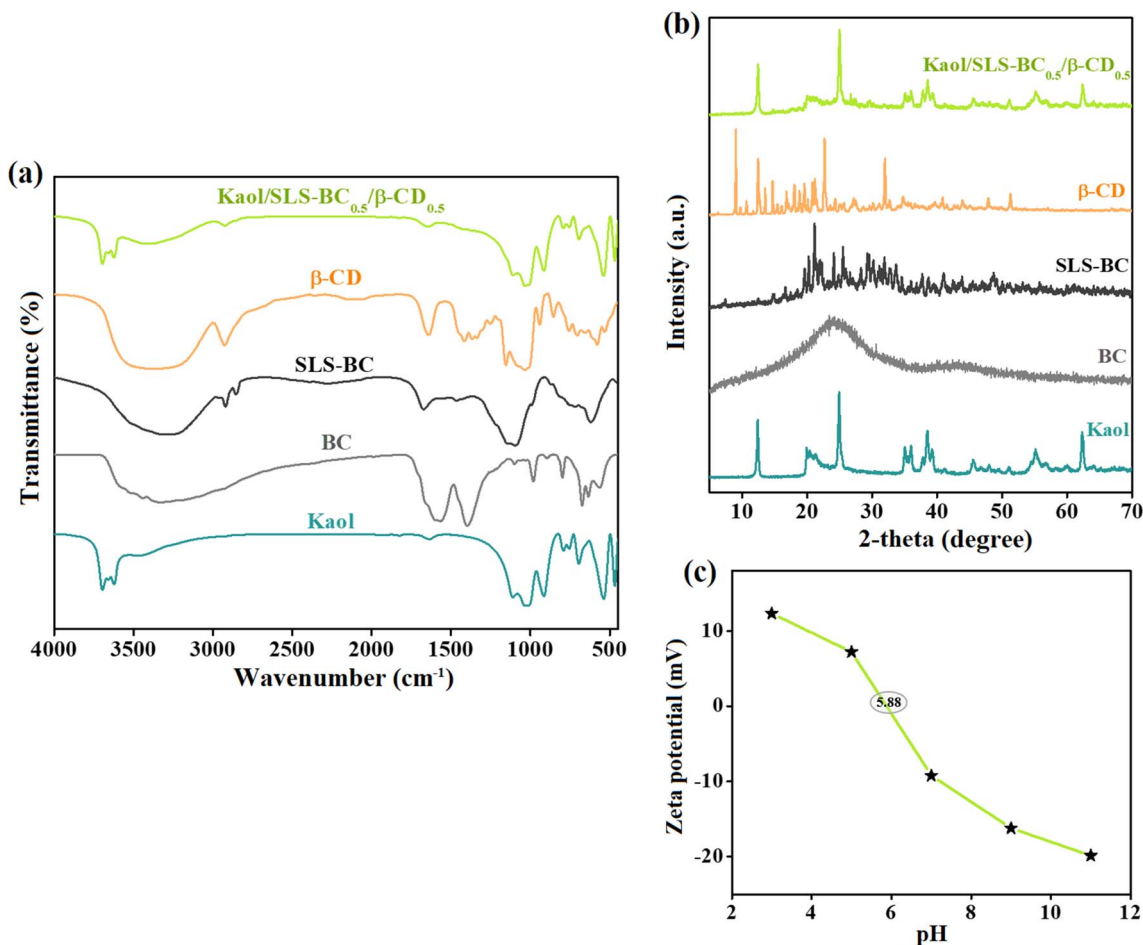 (a)
Kaol/SLS-BC₀.₅/β-CD₀.₅
β-CD
SLS-BC
BC
Kaol
Transmittance (%)
4000 3500 3000 2500 2000 1500 1000 500
Wavenumber (cm⁻¹)
(b)
Kaol/SLS-BC₀.₅/β-CD₀.₅
β-CD
SLS-BC
BC
Kaol
Intensity (a.u.)
10 20 30 40 50 60 70
2-theta (degree)
(c)
10
0
-10
-20
5.88
Zeta potential (mV)
2 4 6 8 10 12
pH